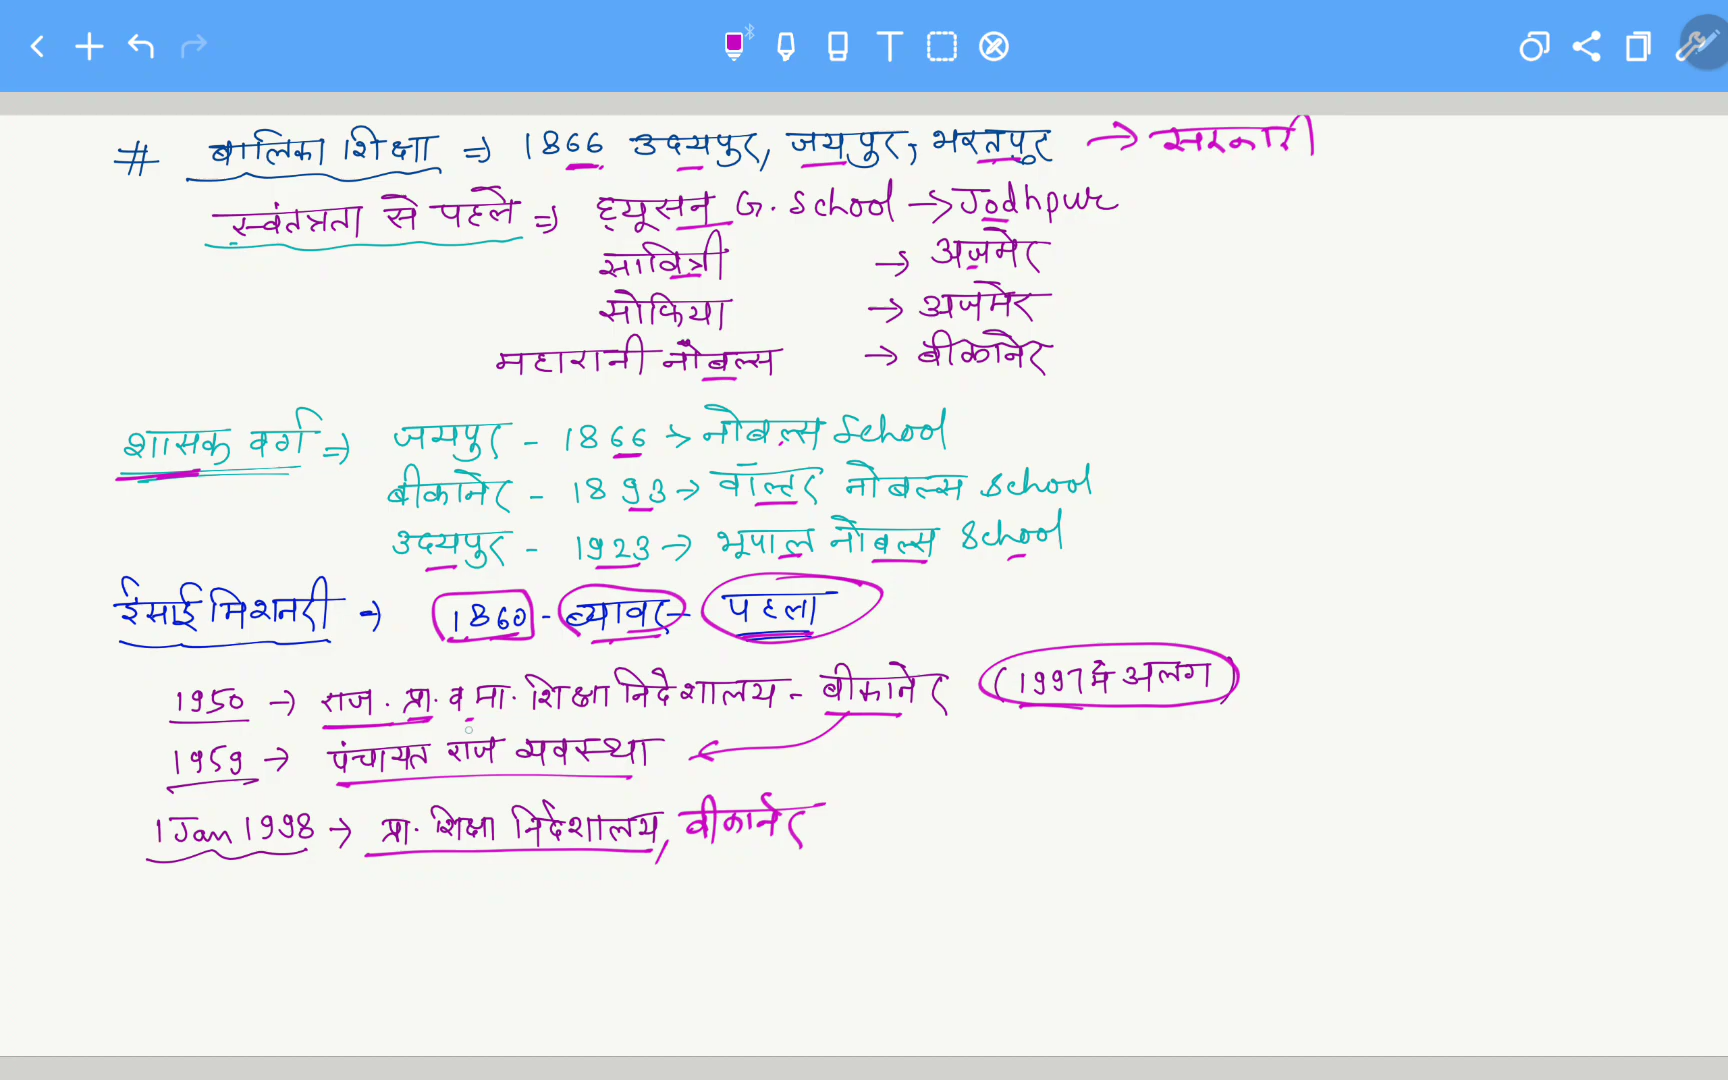 # बालिका शिक्षा => 1866 उदयपुर, जयपुर, भरतपुर → सरकारी
स्वंतत्रता से पहले => ह्यूसन G. School → Jodhpur
सावित्री → अजमेर
सोफिया → अजमेर
महारानी नोबल्स → बीकानेर
शासक वर्ग => जयपुर - 1866 → नोबल्स School
बीकानेर - 1893 → वॉल्टर नोबल्स School
उदयपुर - 1923 → भूपाल नोबल्स School
ईसाई मिशनरी => 1860 - ब्यावर - पहला
1950 → राज. प्रा. व मा. शिक्षा निदेशालय - बीकानेर (1997 में अलग)
1959 → पंचायत राज व्यवस्था
1 Jan 1998 → प्रा. शिक्षा निदेशालय, बीकानेर